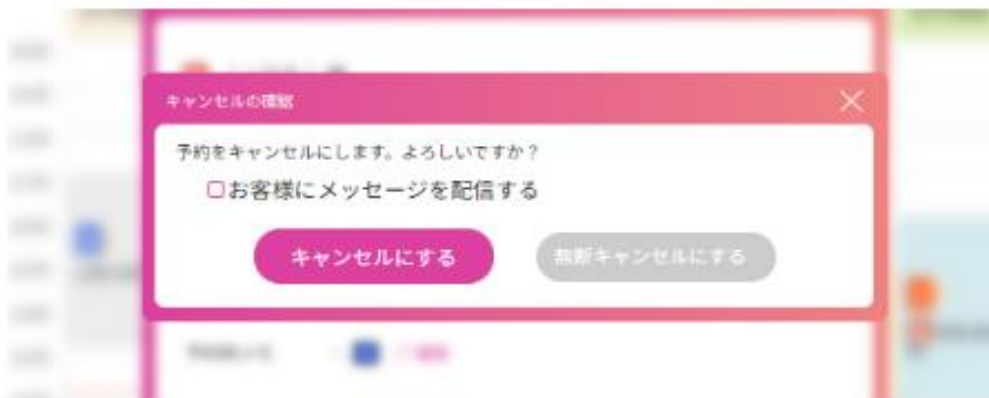 キャンセルの確認
予約をキャンセルにします。よろしいですか？
お客様にメッセージを配信する
キャンセルにする
無断キャンセルにする